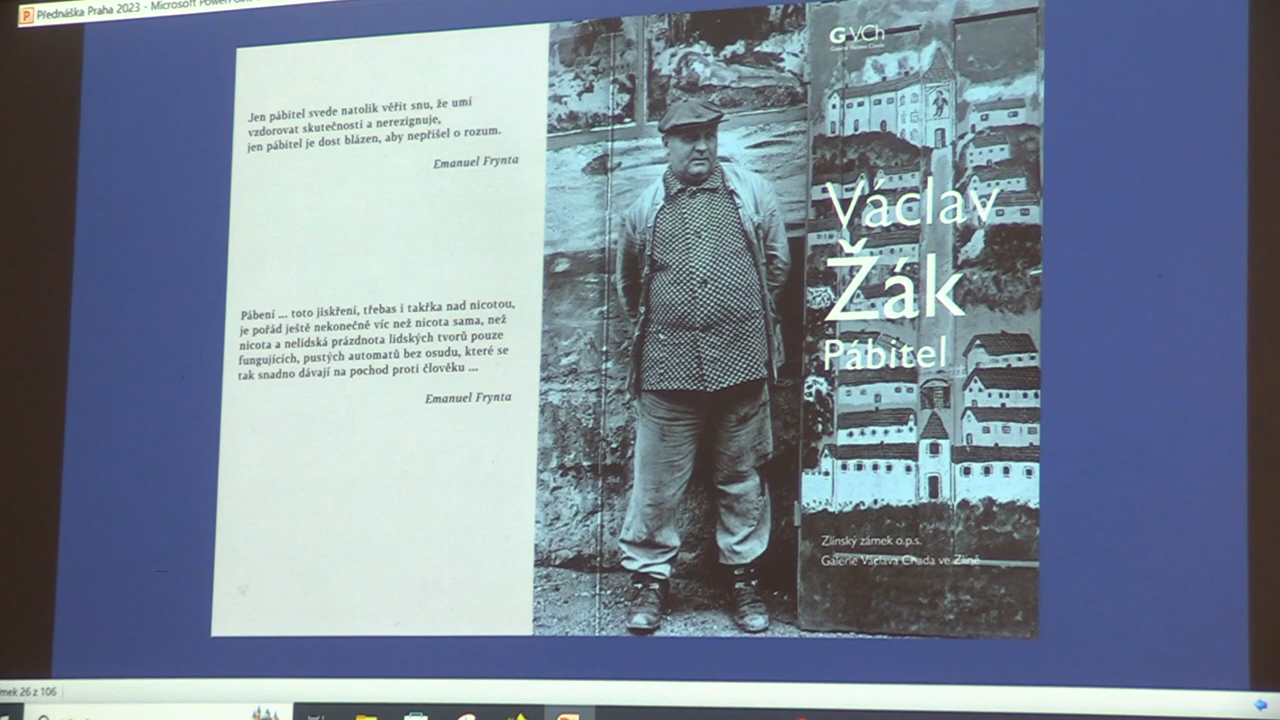 Přednáška Praha 2023 - Microsoft PowerPoint
Jen pábitel svede natolik věřit snu, že umí
vzdorovat skutečnosti a nerezignuje,
jen pábitel je dost blázen, aby nepřišel o rozum.
Emanuel Frynta
Pábení ... toto jiskření, třebas i takřka nad nicotou,
je pořád ještě nekonečně víc než nicota sama, než
nicota a nelidská prázdnota lidských tvorů pouze
fungujících, pustých automatů bez osudu, které se
tak snadno dávají na pochod proti člověku ...
Emanuel Frynta
GVCh
Galerie Václava Chada
Václav
Žák
Pábitel
Zlínský zámek o.p.s.
Galerie Václava Chada ve Zlíně
mek 26 z 106